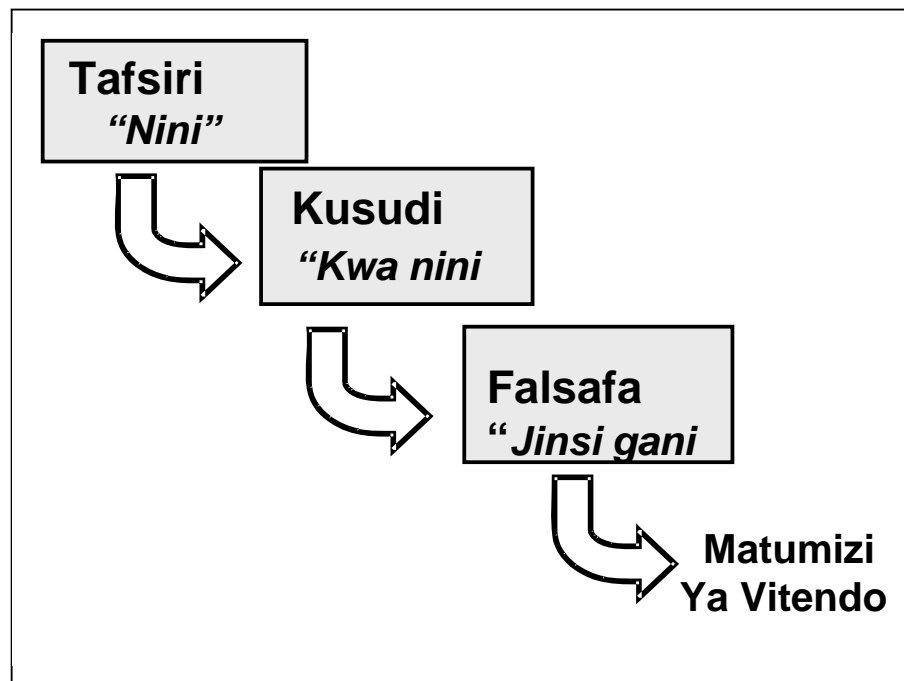 Tafsiri
“Nini”
Kusudi
“Kwa nini
Falsafa
“Jinsi gani
Matumizi
Ya Vitendo